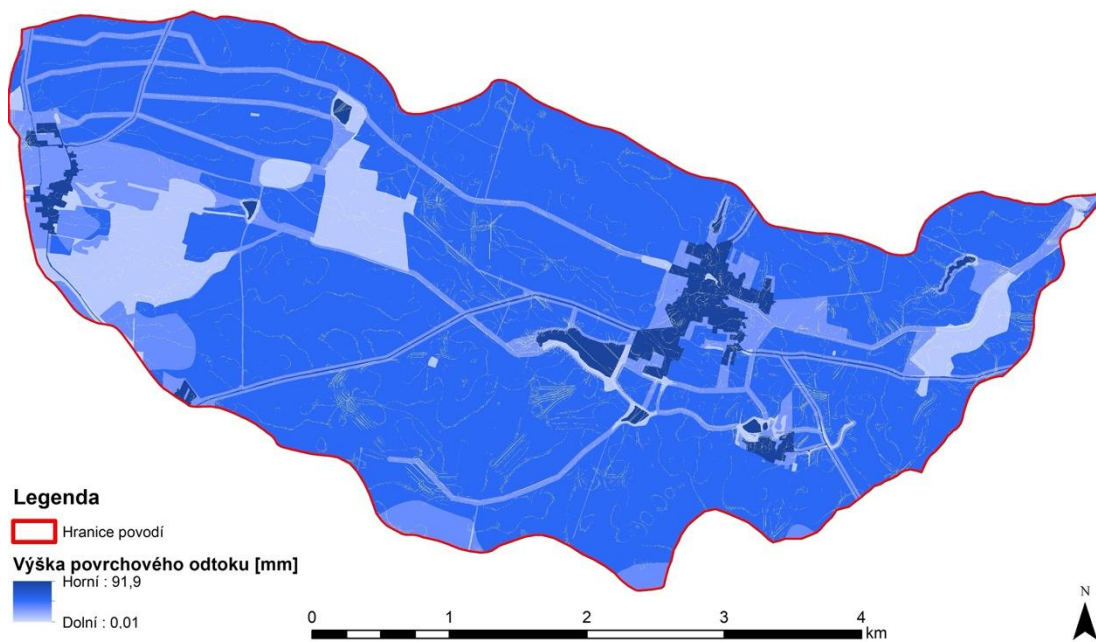 Legenda
Hranice povodí
Výška povrchového odtoku [mm]
Horní : 91,9
Dolní : 0,01
0 1 2 3 4
km
N